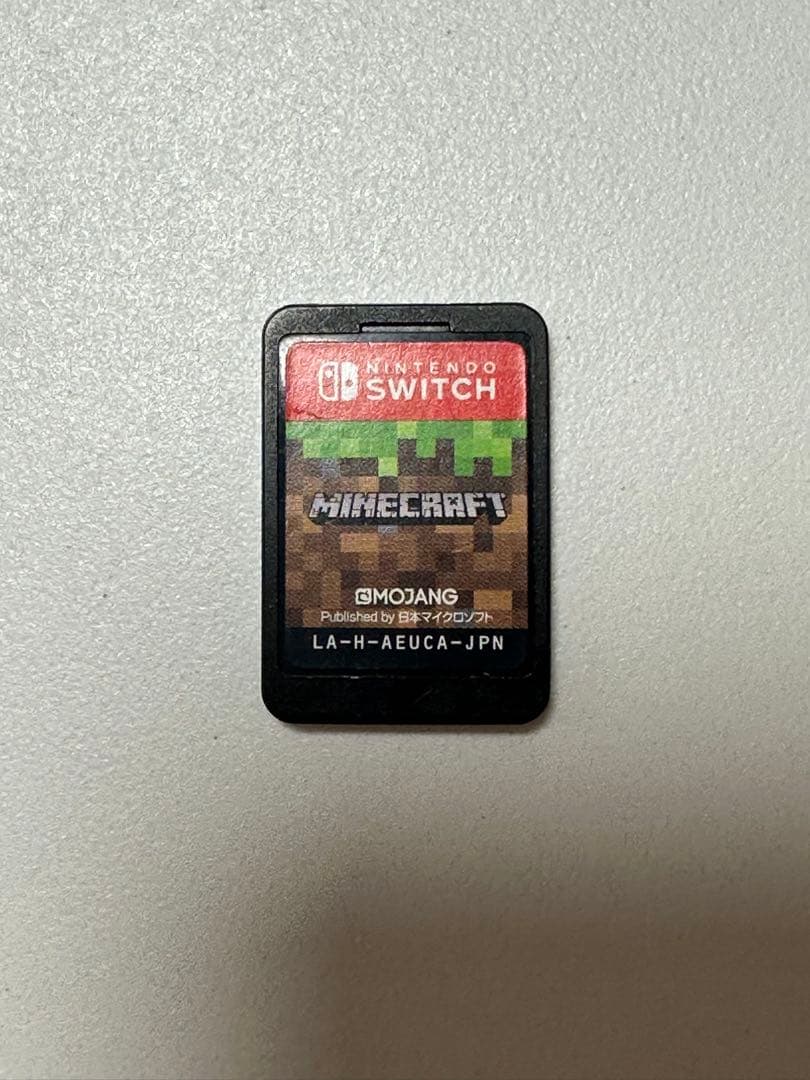 NINTENDO
SWITCH
MINECRAFT
MOJANG
Published by 日本マイクロソフト
LA-H-AEUCA-JPN